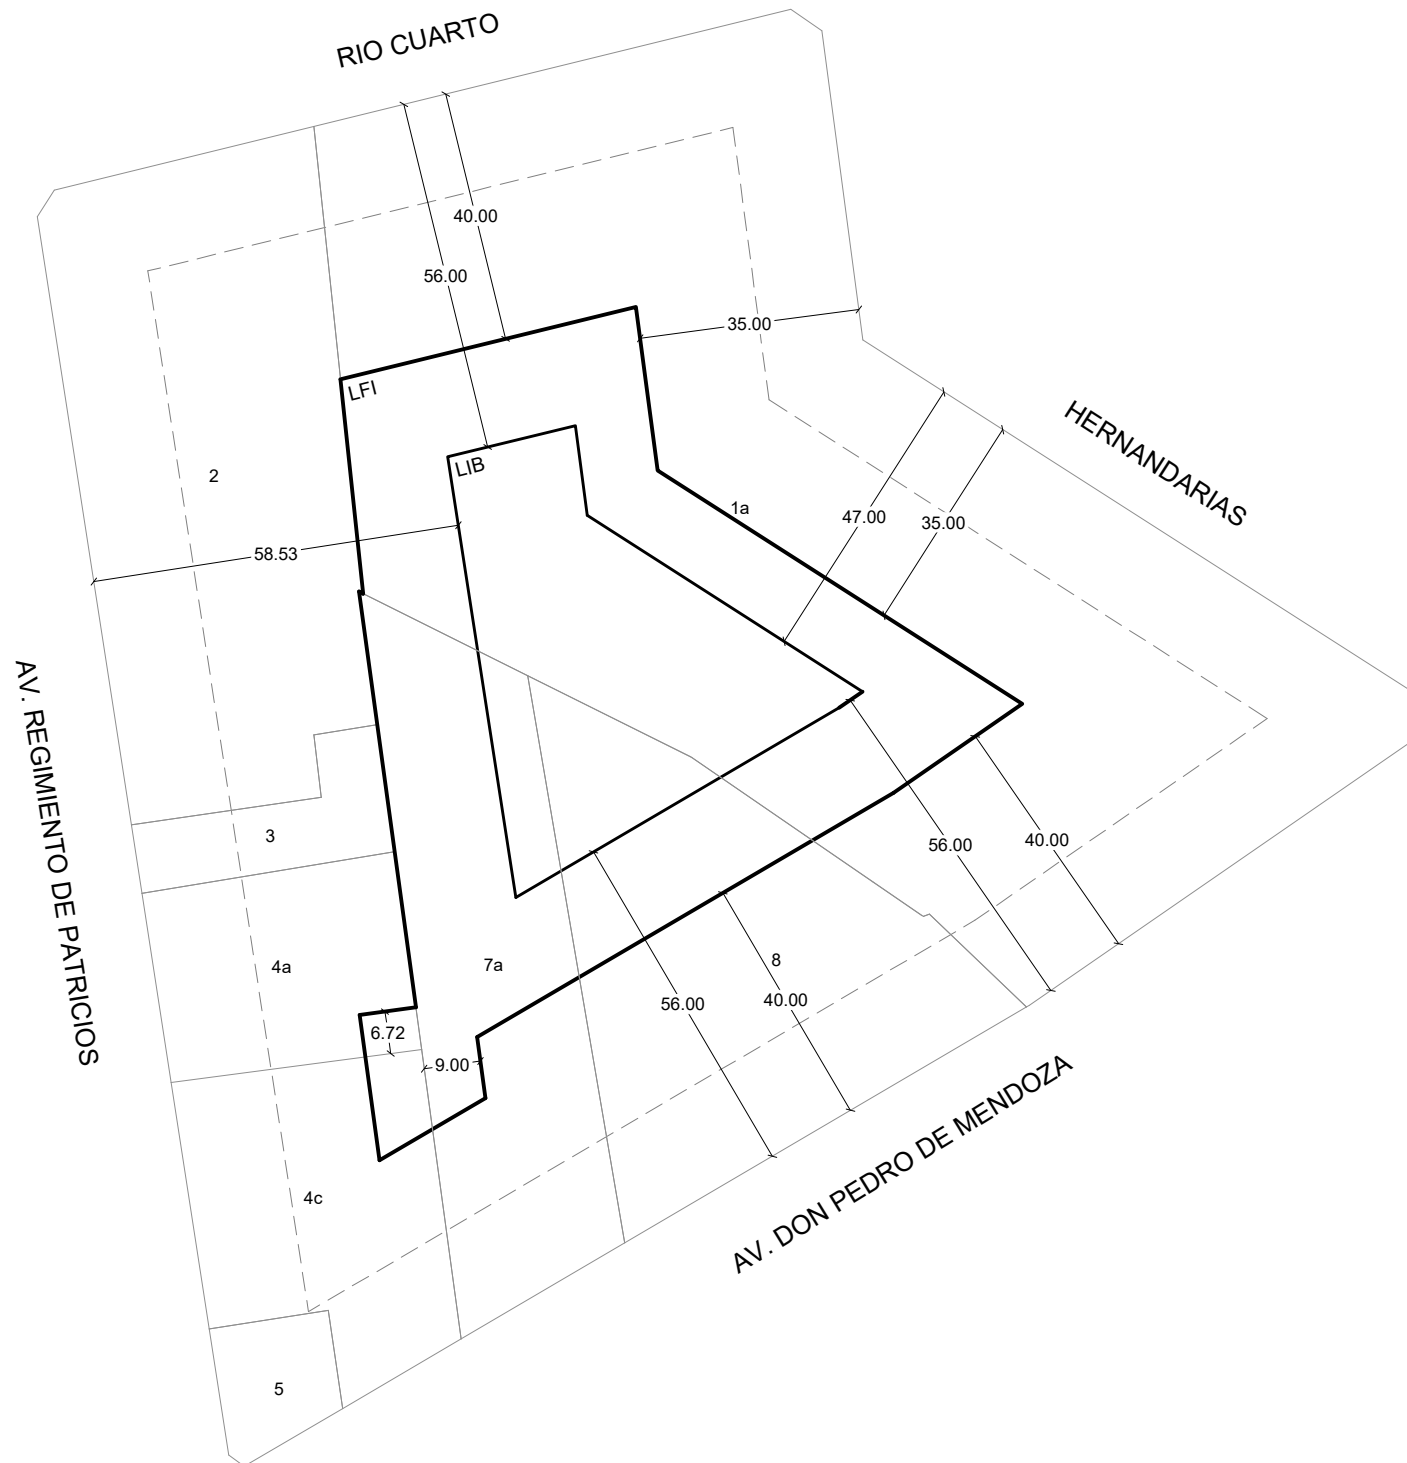 RIO CUARTO
40.00
56.00
35.00
LFI
HERNANDARIAS
LIB
2
1a
47.00
35.00
58.53
AV. REGIMIENTO DE PATRICIOS
3
56.00
40.00
4a
7a
8
56.00
40.00
6.72
9.00
AV. DON PEDRO DE MENDOZA
4c
5